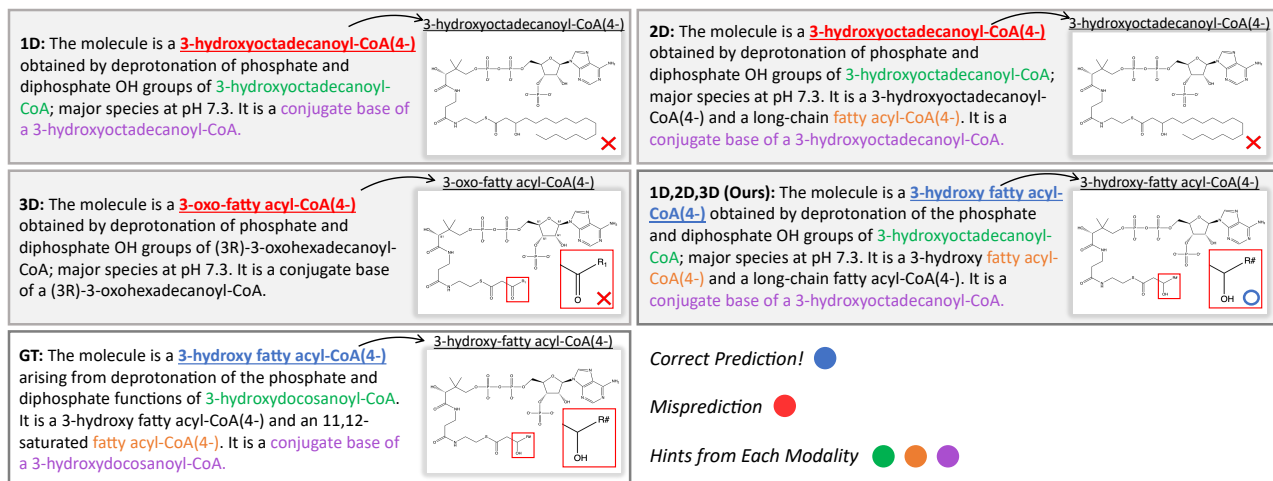 1D: The molecule is a 3-hydroxyoctadecanoyl-CoA(4-)
obtained by deprotonation of phosphate and
diphosphate OH groups of 3-hydroxyoctadecanoyl-
CoA; major species at pH 7.3. It is a conjugate base of
a 3-hydroxyoctadecanoyl-CoA.
3-hydroxyoctadecanoyl-CoA(4-)
2D: The molecule is a 3-hydroxyoctadecanoyl-CoA(4-)
obtained by deprotonation of phosphate and
diphosphate OH groups of 3-hydroxyoctadecanoyl-CoA;
major species at pH 7.3. It is a 3-hydroxyoctadecanoyl-
CoA(4-) and a long-chain fatty acyl-CoA(4-). It is a
conjugate base of a 3-hydroxyoctadecanoyl-CoA.
3-hydroxyoctadecanoyl-CoA(4-)
3D: The molecule is a 3-oxo-fatty acyl-CoA(4-)
obtained by deprotonation of phosphate and
diphosphate OH groups of (3R)-3-oxohexadecanoyl-
CoA; major species at pH 7.3. It is a conjugate base
of a (3R)-3-oxohexadecanoyl-CoA.
3-oxo-fatty acyl-CoA(4-)
R1
O
1D,2D,3D (Ours): The molecule is a 3-hydroxy fatty acyl-
CoA(4-) obtained by deprotonation of the phosphate
and diphosphate OH groups of 3-hydroxyoctadecanoyl-
CoA; major species at pH 7.3. It is a 3-hydroxy fatty acyl-
CoA(4-) and a long-chain fatty acyl-CoA(4-). It is a
conjugate base of a 3-hydroxyoctadecanoyl-CoA.
3-hydroxy-fatty acyl-CoA(4-)
R#
OH
GT: The molecule is a 3-hydroxy fatty acyl-CoA(4-)
arising from deprotonation of the phosphate and
diphosphate functions of 3-hydroxydocosanoyl-CoA.
It is a 3-hydroxy fatty acyl-CoA(4-) and an 11,12-
saturated fatty acyl-CoA(4-). It is a conjugate base of
a 3-hydroxydocosanoyl-CoA.
3-hydroxy-fatty acyl-CoA(4-)
R#
OH
Correct Prediction!
Misprediction
Hints from Each Modality